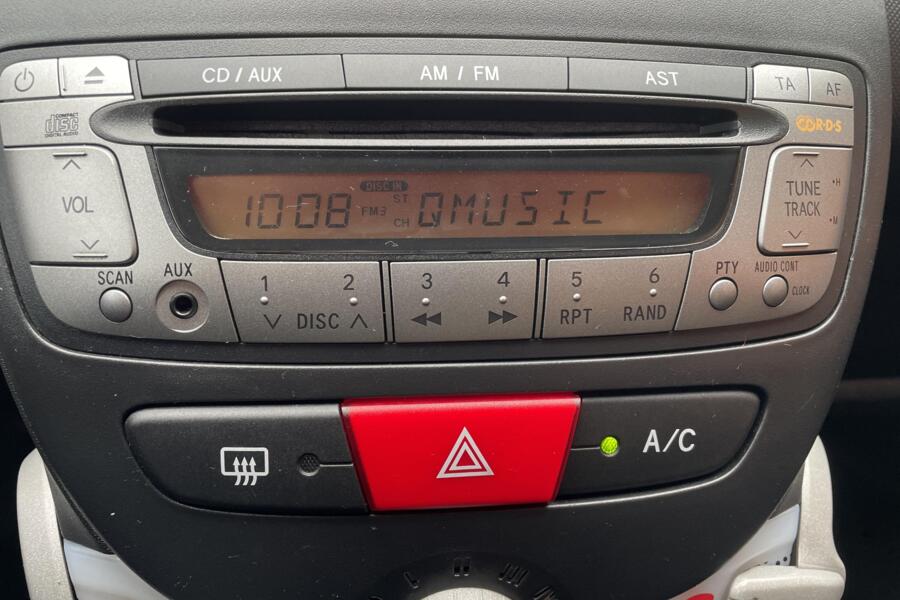 CD / AUX AM / FM AST TA AF
COMPACT disc DIGITAL AUDIO
R·D·S
VOL
DISC IN
1008 FM3 ST CH QMUSIC
TUNE TRACK
H
M
SCAN AUX
1 2 3 4 5 6
DISC RPT RAND
PTY AUDIO CONT
CLOCK
A/C